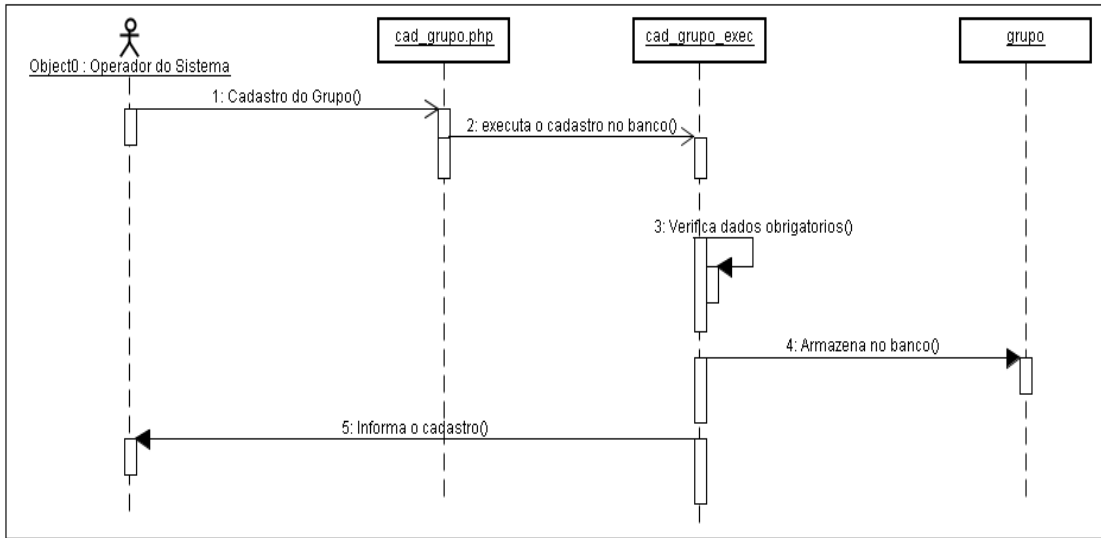 cad_grupo.php
cad_grupo_exec
grupo
Object0 : Operador do Sistema
1: Cadastro do Grupo()
2: executa o cadastro no banco()
3: Verifica dados obrigatorios()
4: Armazena no banco()
5: Informa o cadastro()